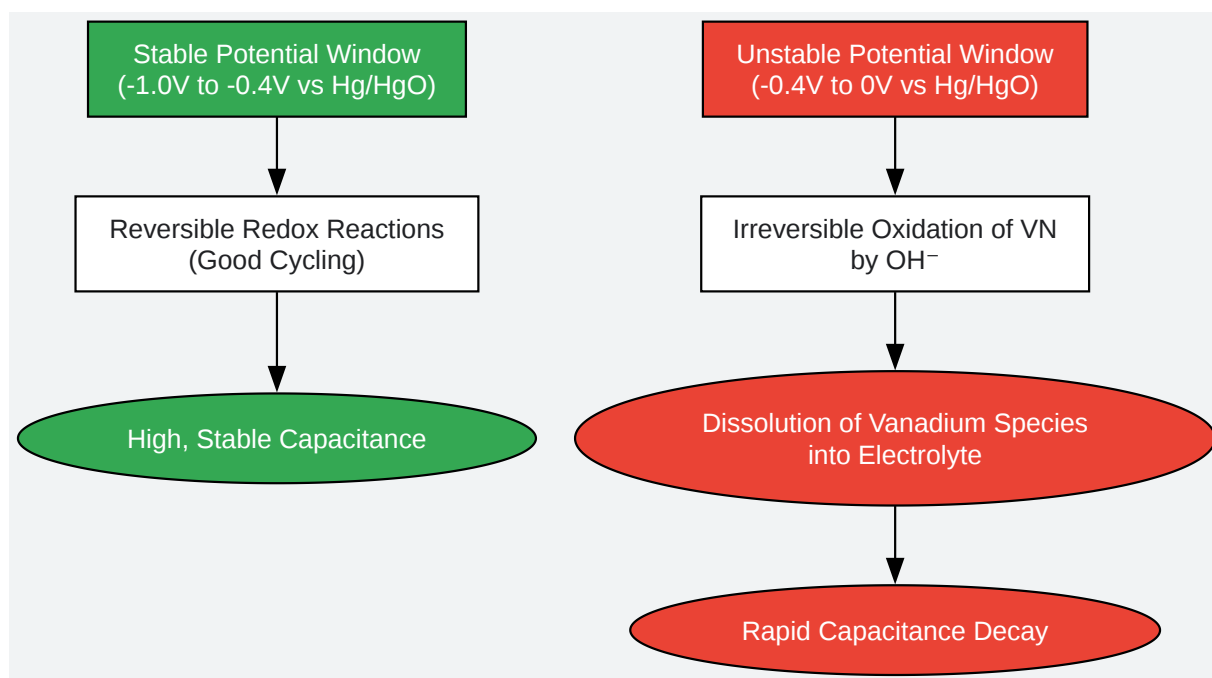 Stable Potential Window
(-1.0V to -0.4V vs Hg/HgO)
Reversible Redox Reactions
(Good Cycling)
High, Stable Capacitance
Unstable Potential Window
(-0.4V to 0V vs Hg/HgO)
Irreversible Oxidation of VN
by OH⁻
Dissolution of Vanadium Species
into Electrolyte
Rapid Capacitance Decay